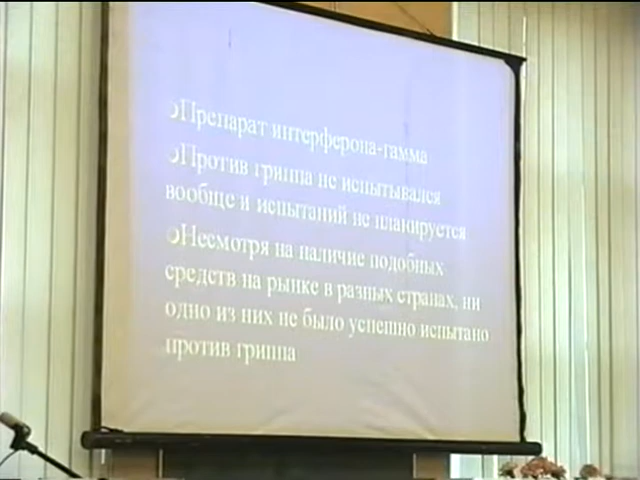 Препарат интерферона-гамма
Против гриппа не испытывался
вообще и испытаний не планируется
Несмотря на наличие подобных
средств на рынке в разных странах, ни
одно из них не было успешно испытано
против гриппа